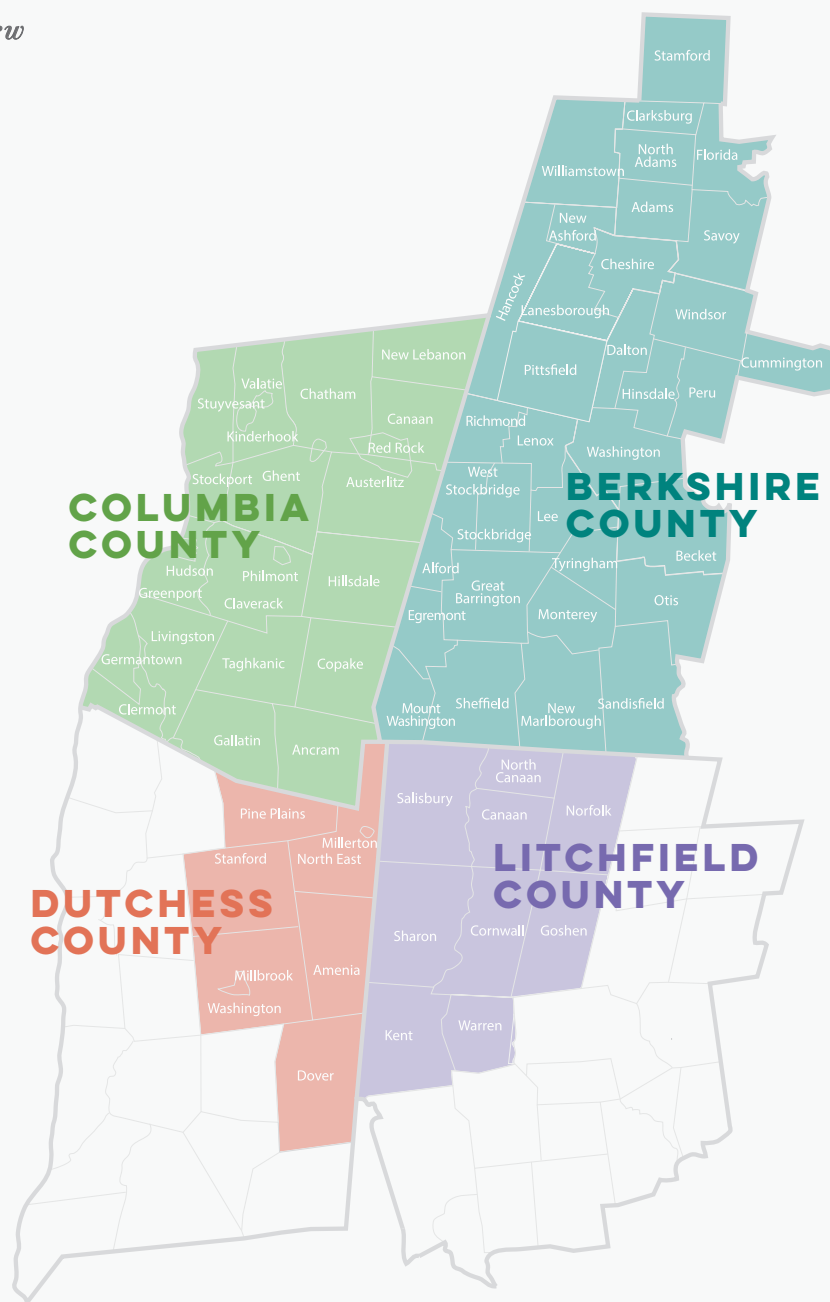 Stamford
Clarksburg
North
Adams
Florida
Williamstown
Adams
New
Ashford
Savoy
Cheshire
Hancock
Lanesborough
Windsor
Dalton
Pittsfield
Cummington
Hinsdale
Peru
Richmond
Lenox
Washington
West
Stockbridge
BERKSHIRE
COUNTY
Lee
Stockbridge
Becket
Tyringham
Alford
Great
Barrington
Otis
Egremont
Monterey
Mount
Washington
Sheffield
New
Marlborough
Sandisfield
New Lebanon
Valatie
Stuyvesant
Chatham
Canaan
Kinderhook
Red Rock
Stockport
Ghent
Austerlitz
COLUMBIA
COUNTY
Hudson
Philmont
Hillsdale
Greenport
Claverack
Livingston
Germantown
Taghkanic
Copake
Clermont
Gallatin
Ancram
Pine Plains
Millerton
Stanford
North East
DUTCHESS
COUNTY
Millbrook
Amenia
Washington
Dover
North
Canaan
Salisbury
Canaan
Norfolk
LITCHFIELD
COUNTY
Sharon
Cornwall
Goshen
Kent
Warren